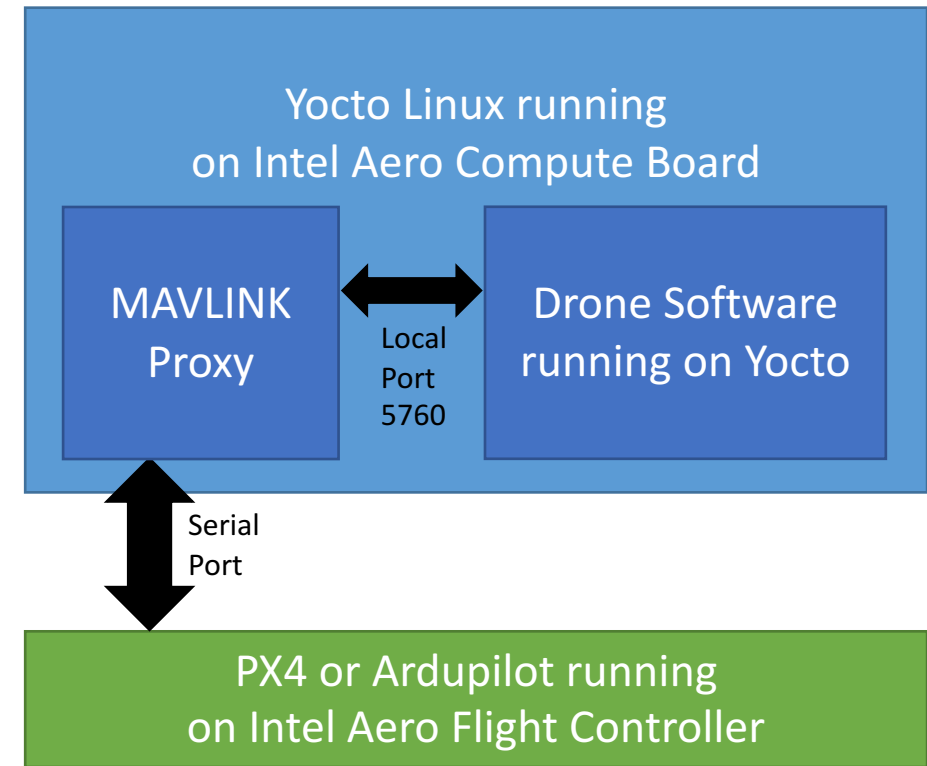 Yocto Linux running
on Intel Aero Compute Board
MAVLINK
Proxy
Local
Port
5760
Drone Software
running on Yocto
Serial
Port
PX4 or Ardupilot running
on Intel Aero Flight Controller